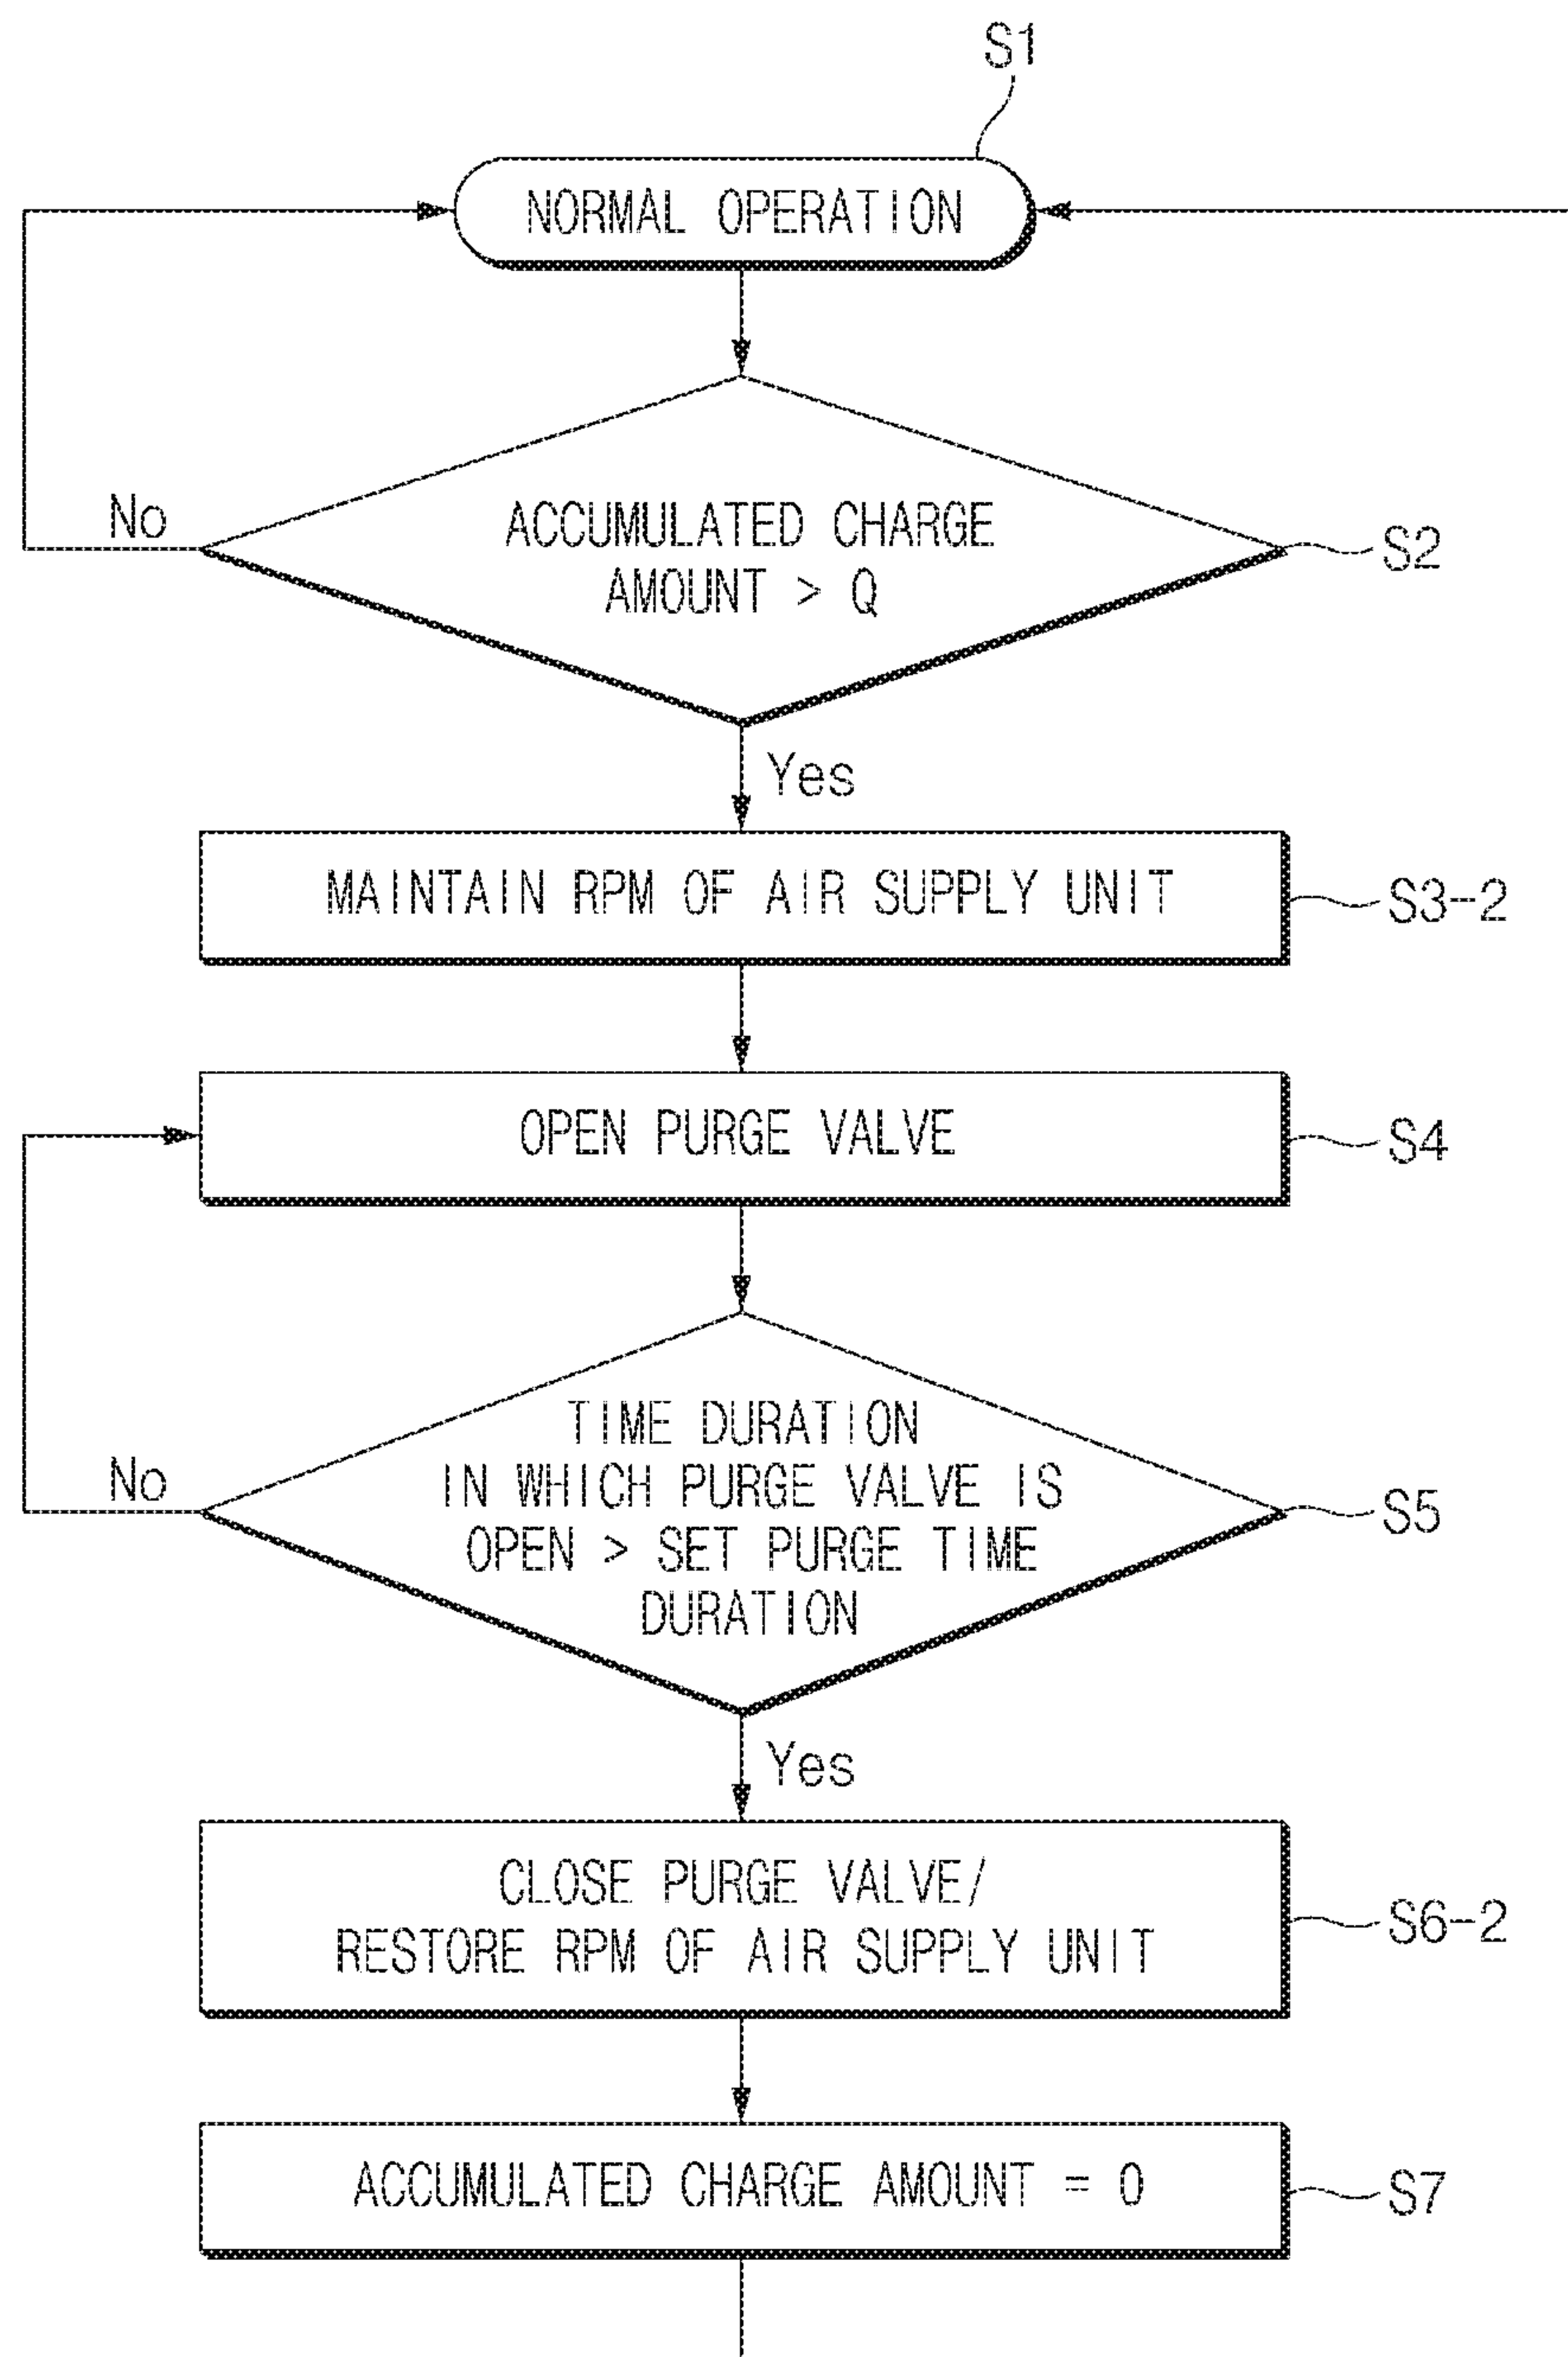 S1
NORMAL OPERATION
No
ACCUMULATED CHARGE
AMOUNT > Q
S2
Yes
MAINTAIN RPM OF AIR SUPPLY UNIT
S3-2
OPEN PURGE VALVE
S4
No
TIME DURATION
IN WHICH PURGE VALVE IS
OPEN > SET PURGE TIME
DURATION
S5
Yes
CLOSE PURGE VALVE/
RESTORE RPM OF AIR SUPPLY UNIT
S6-2
ACCUMULATED CHARGE AMOUNT = 0
S7